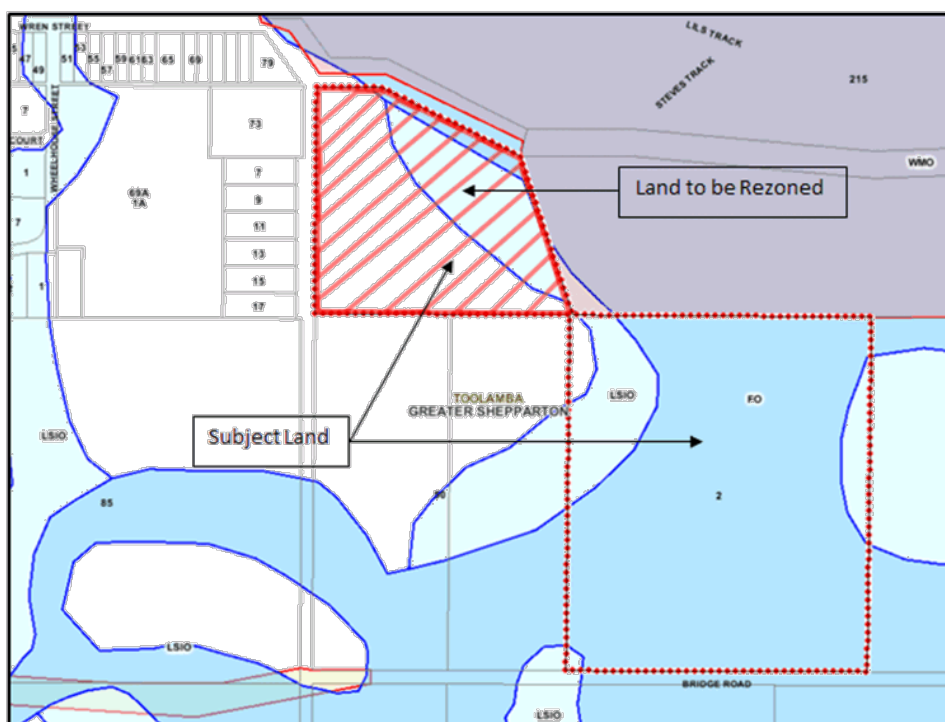 WREN STREET
LILS TRACK
STEVES TRACK
215
WMO
53
47
49
51
55
57
59
61
63
65
69
79
7
COURT
WHEELHOUSE STREET
73
1
7
69A
1A
7
9
11
13
15
17
1
Land to be Rezoned
Subject Land
TOOLAMBA
GREATER SHEPPARTON
LSIO
FO
LSIO
85
2
LSIO
BRIDGE ROAD
LSIO